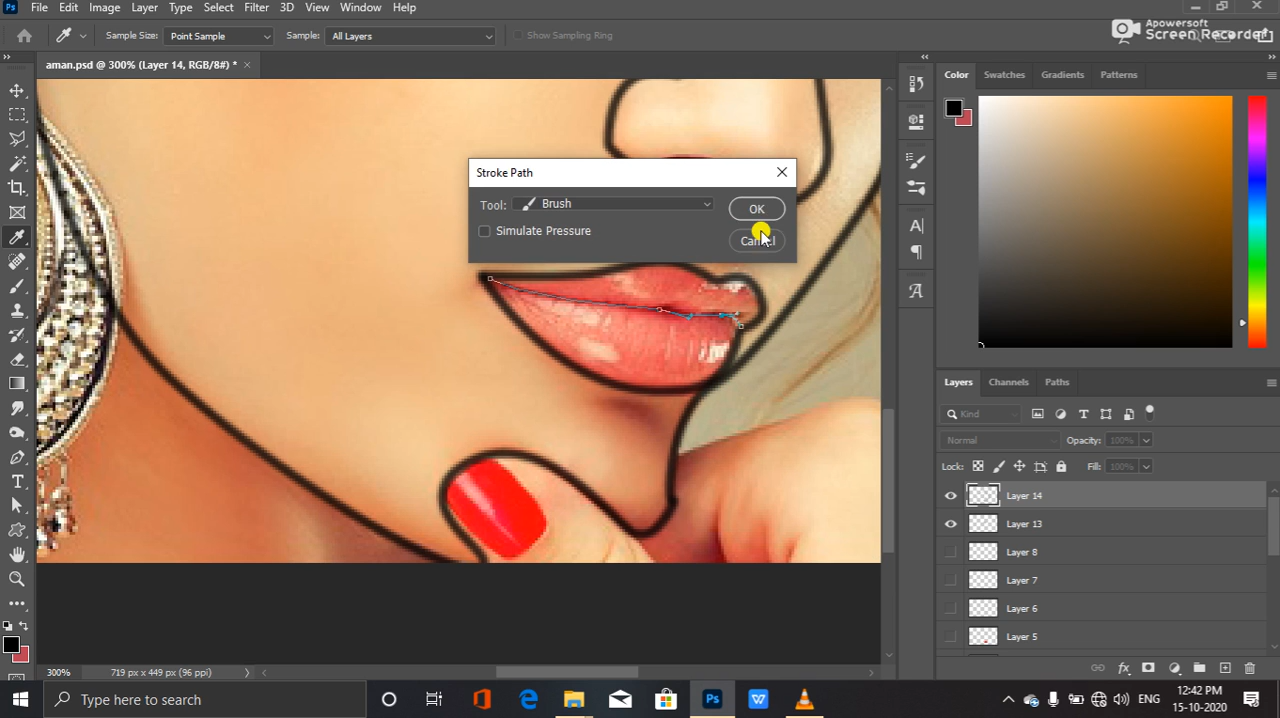 Ps File Edit Image Layer Type Select Filter 3D View Window Help
Apowersoft
Screen Recorder
Sample Size: Point Sample Sample: All Layers Show Sampling Ring
aman.psd @ 300% (Layer 14, RGB/8#) * ×
Color Swatches Gradients Patterns
Stroke Path
Tool: Brush OK
Simulate Pressure
Cancel
Layers Channels Paths
Kind
Normal Opacity: 100%
Lock: Fill: 100%
Layer 14
Layer 13
Layer 8
Layer 7
Layer 6
Layer 5
300% 719 px x 449 px (96 ppi)
Type here to search
Ps
W
ENG
12:42 PM
15-10-2020